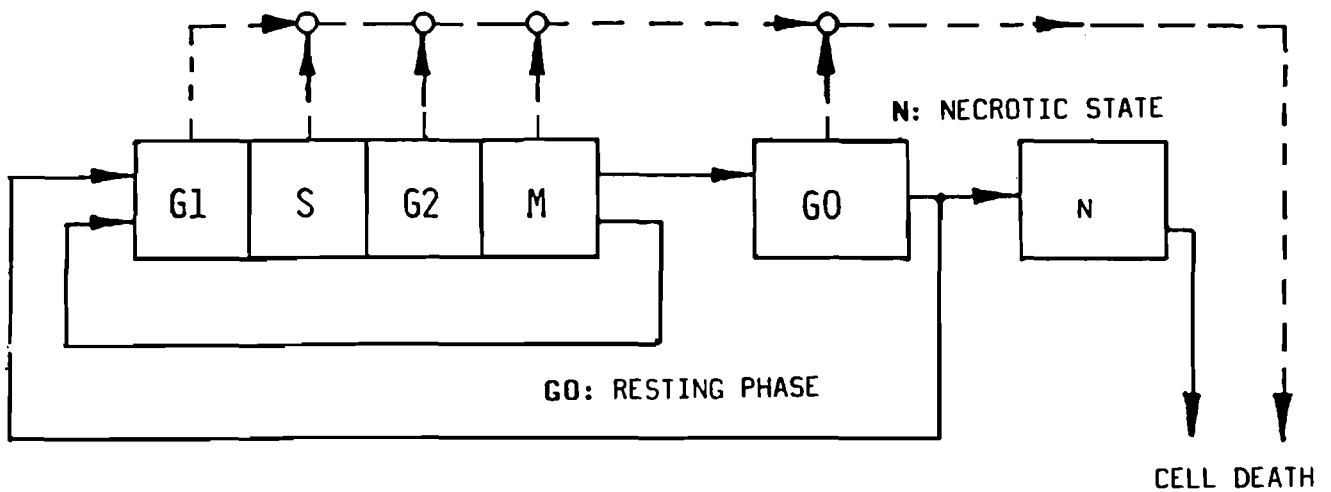 N: NECROTIC STATE
G1 S G2 M GO N
GO: RESTING PHASE
CELL DEATH